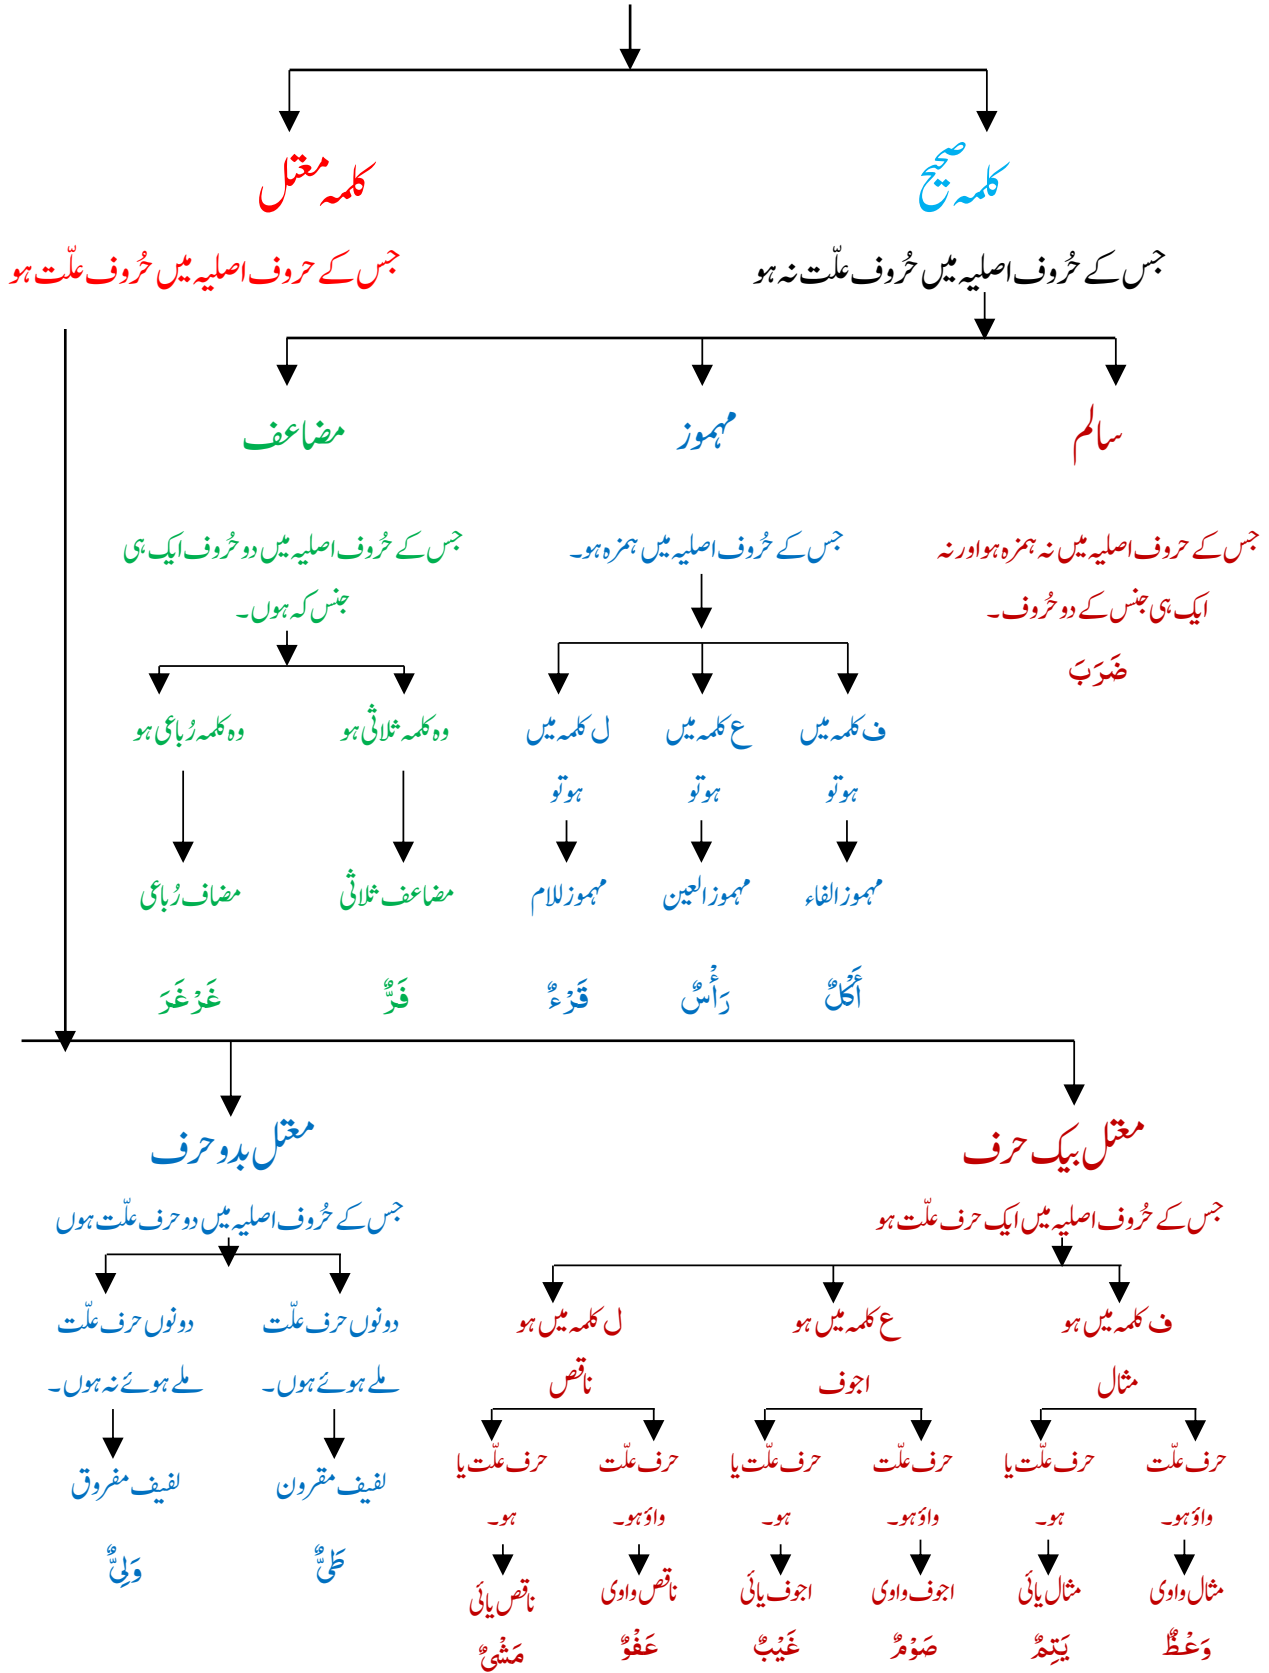 کلمہ صحیح
کلمہ معتل
جس کے حُروف اصلیہ میں حُروف علّت نہ ہو
جس کے حروف اصلیہ میں حُروف علّت ہو
سالم
مہموز
مضاعف
جس کے حروف اصلیہ میں نہ ہمزہ ہو اور نہ
ایک ہی جنس کے دو حُروف۔
ضَرَبَ
جس کے حُروف اصلیہ میں ہمزہ ہو۔
جس کے حُروف اصلیہ میں دو حُروف ایک ہی
جنس کہ ہوں۔
ف کلمہ میں
ہو تو
ع کلمہ میں
ہو تو
ل کلمہ میں
ہو تو
وہ کلمہ ثلاثی ہو
وہ کلمہ رُباعی ہو
مہموز الفاء
مہموز العین
مہموز للام
مضاعف ثلاثی
مضاف رُباعی
أَكْلٌ
رَأْسٌ
قَرْءٌ
فَرٌّ
غَرْغَرَ
معتل بیک حرف
معتل بدو حرف
جس کے حُروف اصلیہ میں ایک حرف علّت ہو
جس کے حُروف اصلیہ میں دو حرف علّت ہوں
ف کلمہ میں ہو
مثال
ع کلمہ میں ہو
اجوف
ل کلمہ میں ہو
ناقص
دونوں حرف علّت
ملے ہوئے ہوں۔
دونوں حرف علّت
ملے ہوئے نہ ہوں۔
حرف علّت
واؤ ہو۔
حرف علّت یا
ہو۔
حرف علّت
واؤ ہو۔
حرف علّت یا
ہو۔
حرف علّت
واؤ ہو۔
حرف علّت یا
ہو۔
لفیف مقرون
لفیف مفروق
طَیٌّ
وَلِیٌّ
مثال واوی
مثال یائی
اجوف واوی
اجوف یائی
ناقص واوی
ناقص یائی
وَعْظٌ
يَتِمٌ
صَوْمٌ
غَيْبٌ
عَفْوٌ
مَشْیٌ